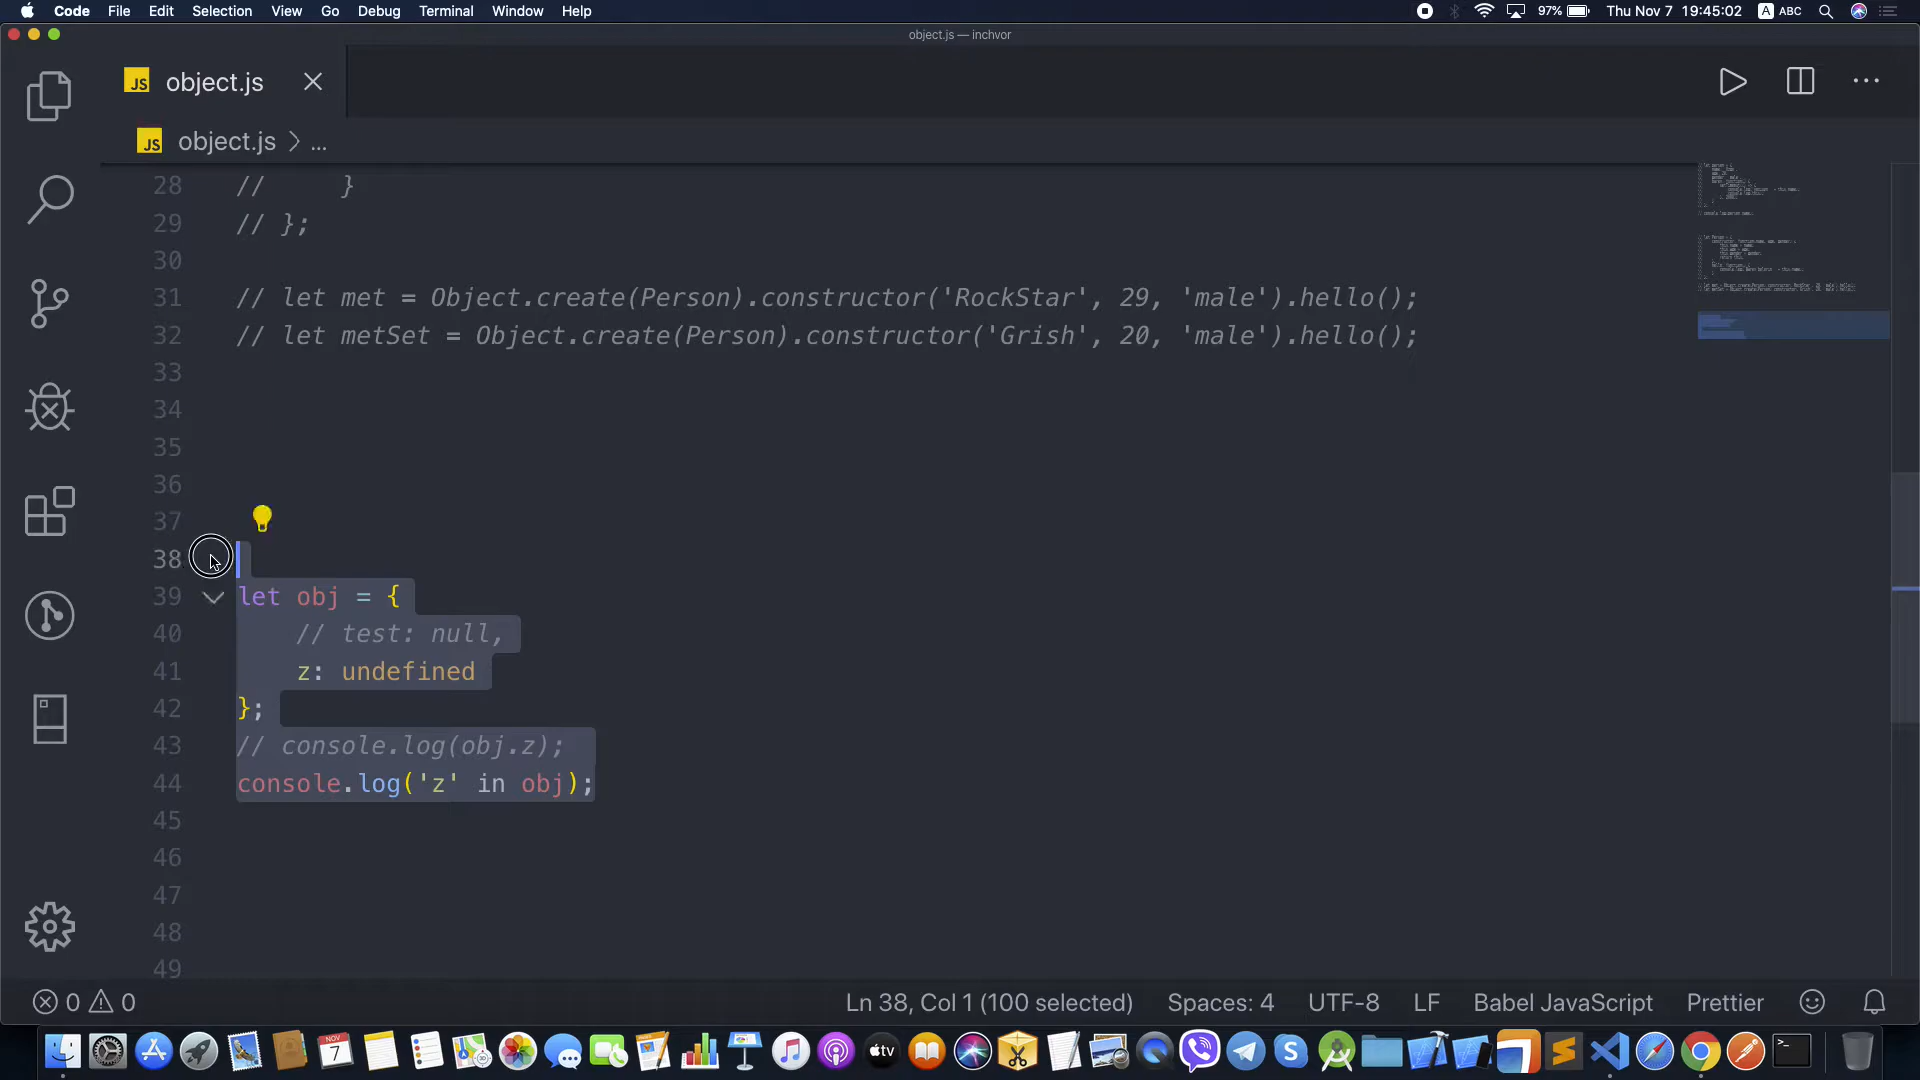 Code File Edit Selection View Go Debug Terminal Window Help 97% Thu Nov 7 19:45:02 A ABC
object.js — inchvor
JS object.js
JS object.js > ...
28 // }
29 // };
30
31 // let met = Object.create(Person).constructor('RockStar', 29, 'male').hello();
32 // let metSet = Object.create(Person).constructor('Grish', 20, 'male').hello();
33
34
35
36
37
38
39 let obj = {
40 // test: null,
41 z: undefined
42 };
43 // console.log(obj.z);
44 console.log('z' in obj);
45
46
47
48
49
0 0 Ln 38, Col 1 (100 selected) Spaces: 4 UTF-8 LF Babel JavaScript Prettier
NOV 7 tv >_